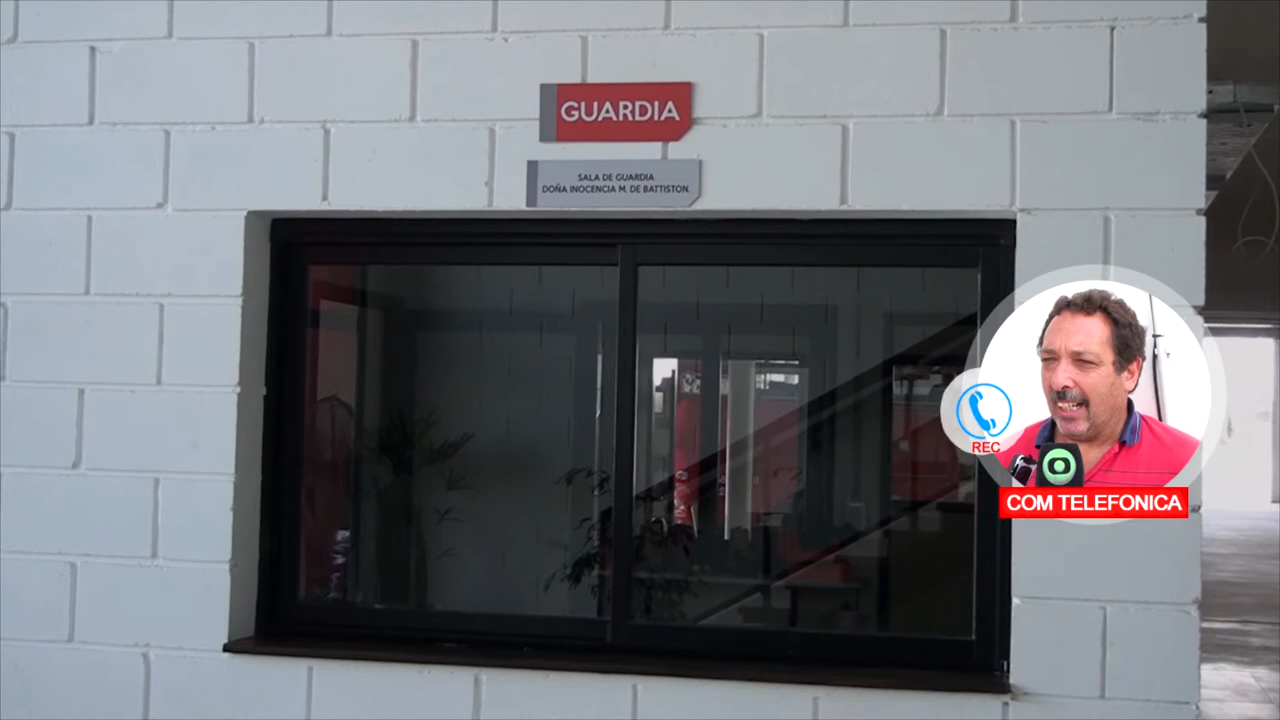 GUARDIA
SALA DE GUARDIA
DOÑA INOCENCIA M. DE BATTISTON.
REC
COM TELEFONICA